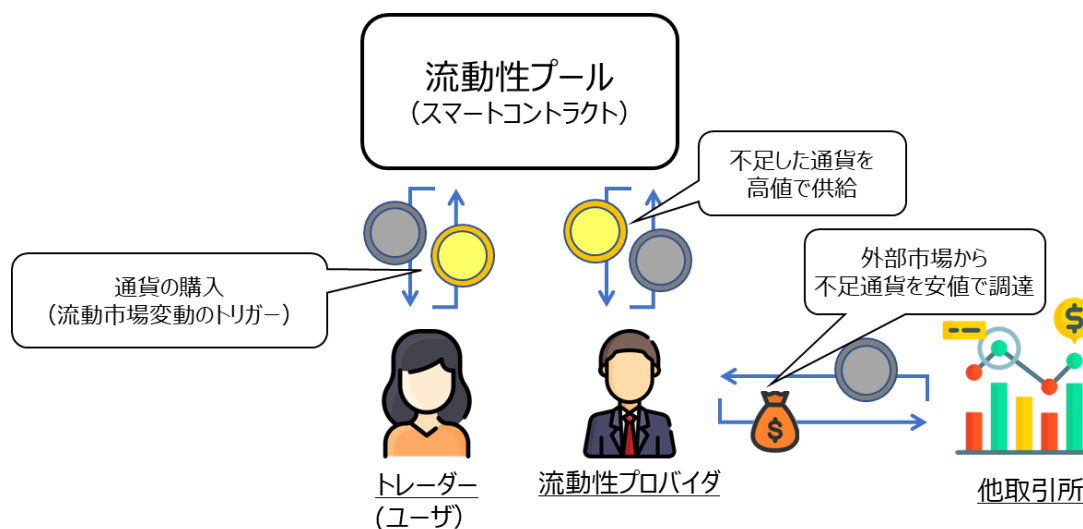 流動性プール
（スマートコントラクト）
不足した通貨を
高値で供給
外部市場から
不足通貨を安値で調達
通貨の購入
（流動市場変動のトリガー）
$
$
トレーダー
(ユーザ)
流動性プロバイダ
他取引所